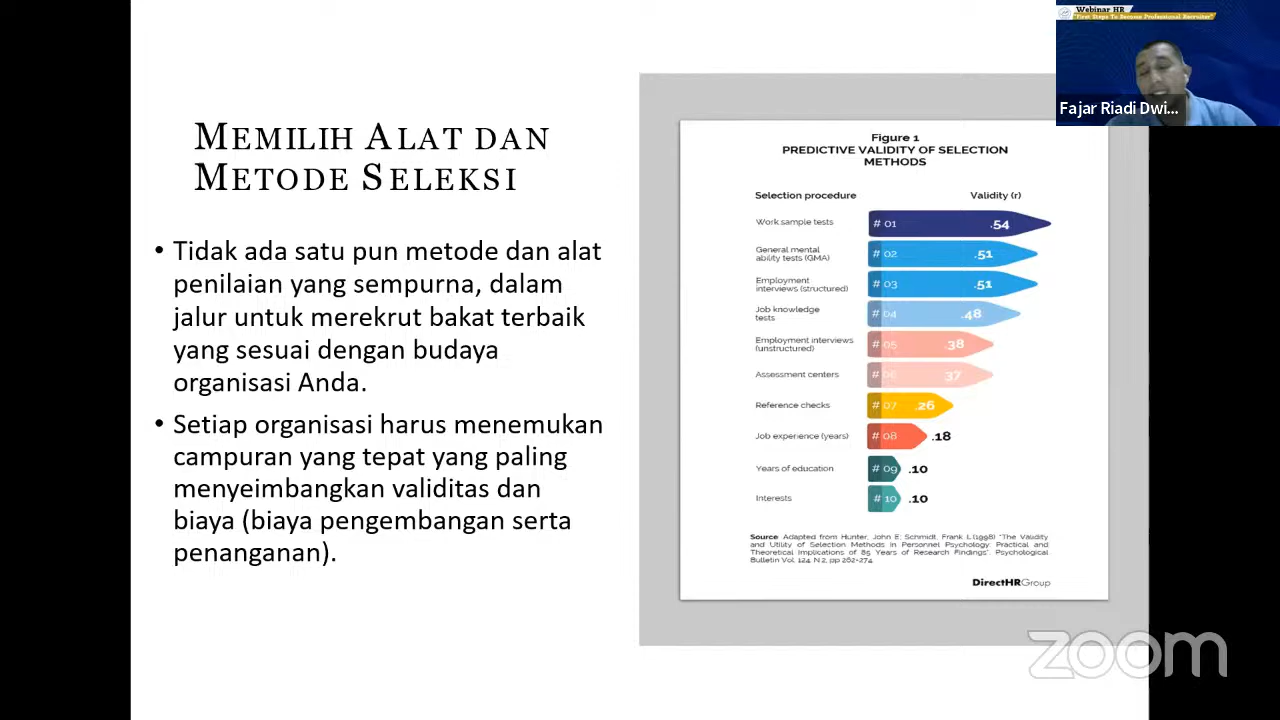 Webinar HR
"First Steps To Become Professional Recruiter"
Fajar Riadi Dwi...
MEMILIH ALAT DAN
METODE SELEKSI
• Tidak ada satu pun metode dan alat
penilaian yang sempurna, dalam
jalur untuk merekrut bakat terbaik
yang sesuai dengan budaya
organisasi Anda.
• Setiap organisasi harus menemukan
campuran yang tepat yang paling
menyeimbangkan validitas dan
biaya (biaya pengembangan serta
penanganan).
Figure 1
PREDICTIVE VALIDITY OF SELECTION
METHODS
Selection procedure Validity (r)
Work sample tests # 01 .54
General mental
ability tests (GMA) # 02 .51
Employment
interviews (structured) # 03 .51
Job knowledge
tests # 04 .48
Employment interviews
(unstructured) # 05 .38
Assessment centers # 06 .37
Reference checks # 07 .26
Job experience (years) # 08 .18
Years of education # 09 .10
Interests # 10 .10
Source: Adapted from Hunter, John E; Schmidt, Frank L (1998) "The Validity
and Utility of Selection Methods in Personnel Psychology: Practical and
Theoretical Implications of 85 Years of Research Findings". Psychological
Bulletin Vol. 124, N 2, pp 262-274
DirectHRGroup
zoom